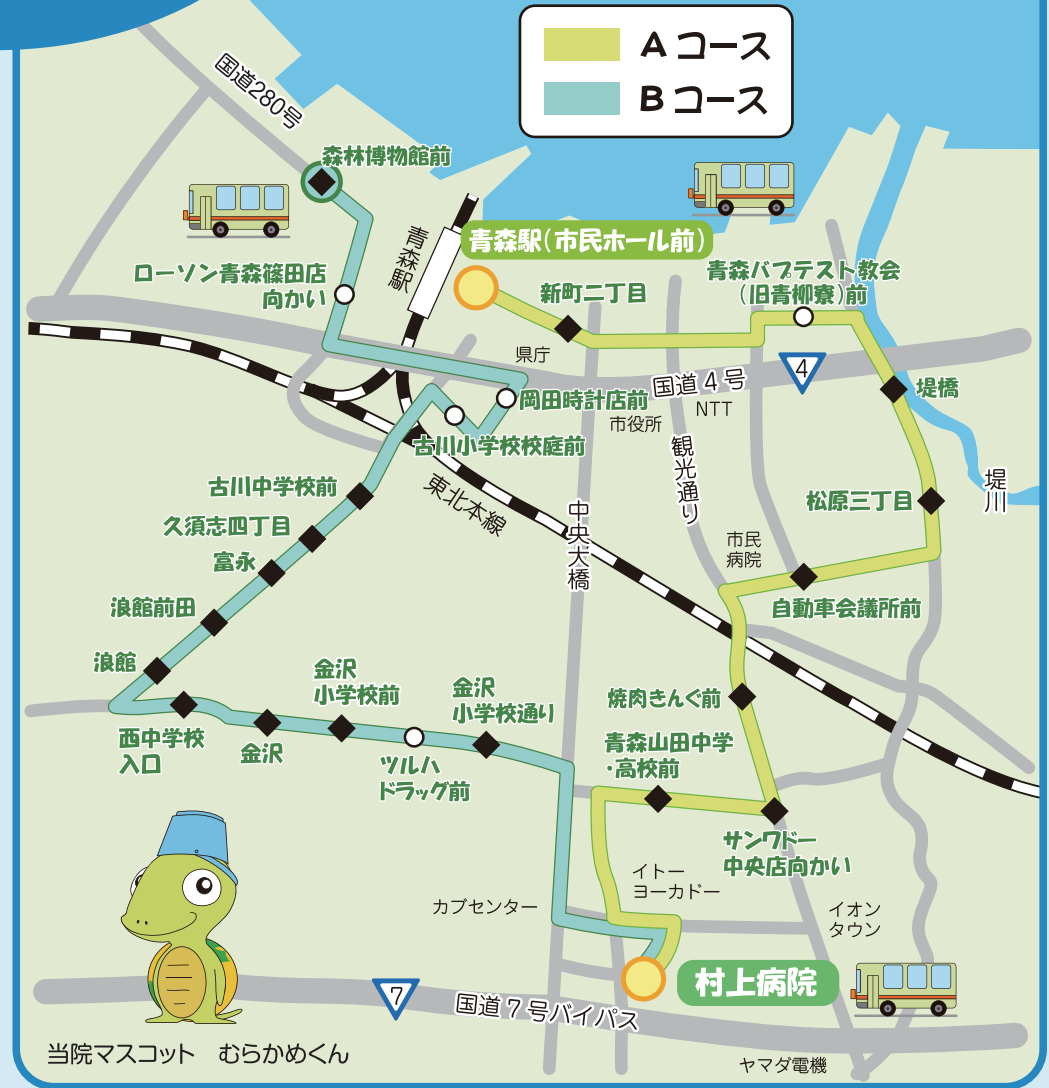 Aコース
Bコース
国道280号
森林博物館前
青森駅
青森駅(市民ホール前)
ローソン青森篠田店
向かい
新町二丁目
青森バプテスト教会
(旧青柳寮)前
県庁
国道4号
4
NTT
市役所
岡田時計店前
堤橋
古川小学校校庭前
観光通り
堤川
古川中学校前
東北本線
中央大橋
松原三丁目
久須志四丁目
市民
病院
富永
自動車会議所前
浪館前田
浪館
金沢
小学校前
金沢
小学校通り
焼肉きんぐ前
西中学校
入口
金沢
ツルハ
ドラッグ前
青森山田中学
・高校前
サンワドー
中央店向かい
イトー
ヨーカドー
カブセンター
イオン
タウン
村上病院
7
国道7号バイパス
当院マスコット むらかめくん
ヤマダ電機